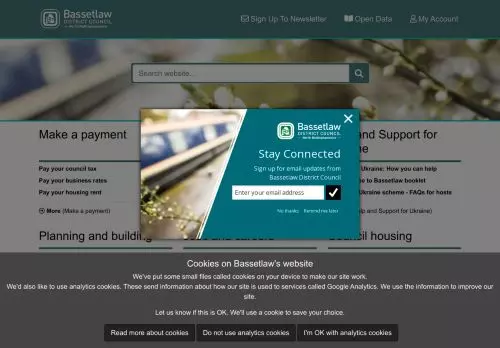 Bassetlaw
DISTRICT COUNCIL
Sign Up To Newsletter
Open Data
My Account
Search website...
Make a payment
and Support for
ne
Pay your council tax
Pay your business rates
Pay your housing rent
More (Make a payment)
Ukraine: How you can help
e to Bassetlaw booklet
Ukraine scheme - FAQs for hosts
lp and Support for Ukraine)
Bassetlaw
DISTRICT COUNCIL
Stay Connected
Sign up for email updates from
Bassetlaw District Council
Enter your email address
No thanks
Remind me later
Planning and building
Council housing
Cookies on Bassetlaw's website
We've put some small files called cookies on your device to make our site work.
We'd also like to use analytics cookies. These send information about how our site is used to services called Google Analytics. We use the information to improve our
site.
Let us know if this is OK. We'll use a cookie to save your choice.
Read more about cookies
Do not use analytics cookies
I'm OK with analytics cookies